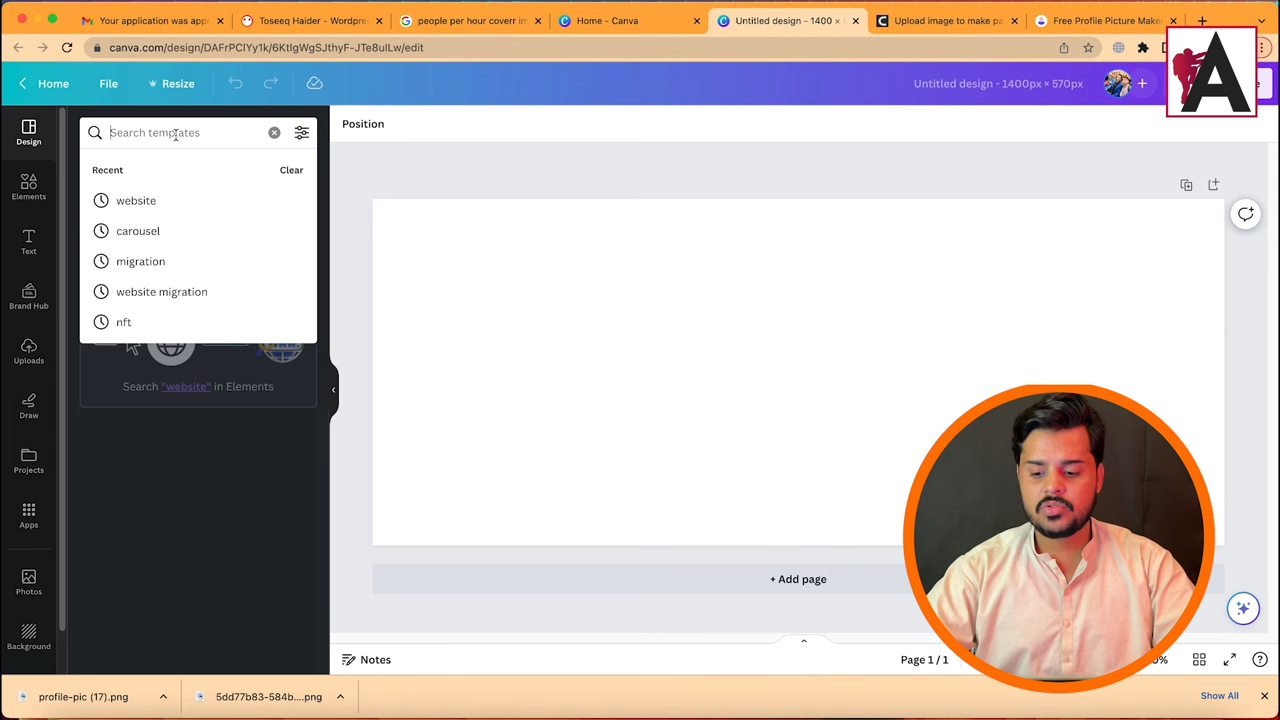 Your application was appr
Toseeq Haider - Wordpres
people per hour coverr im
Home - Canva
Untitled design - 1400 ×
Upload image to make pa
Free Profile Picture Maker
canva.com/design/DAFrPClYy1k/6KtIgWgSJthyF-JTe8uILw/edit
Home
File
Resize
Untitled design - 1400px × 570px
A
Design
Search templates
Position
Recent
Clear
website
Elements
carousel
Text
migration
website migration
Brand Hub
nft
Uploads
Search "website" in Elements
Draw
Projects
Apps
+ Add page
Photos
Background
Notes
Page 1 / 1
profile-pic (17).png
5dd77b83-584b....png
Show All